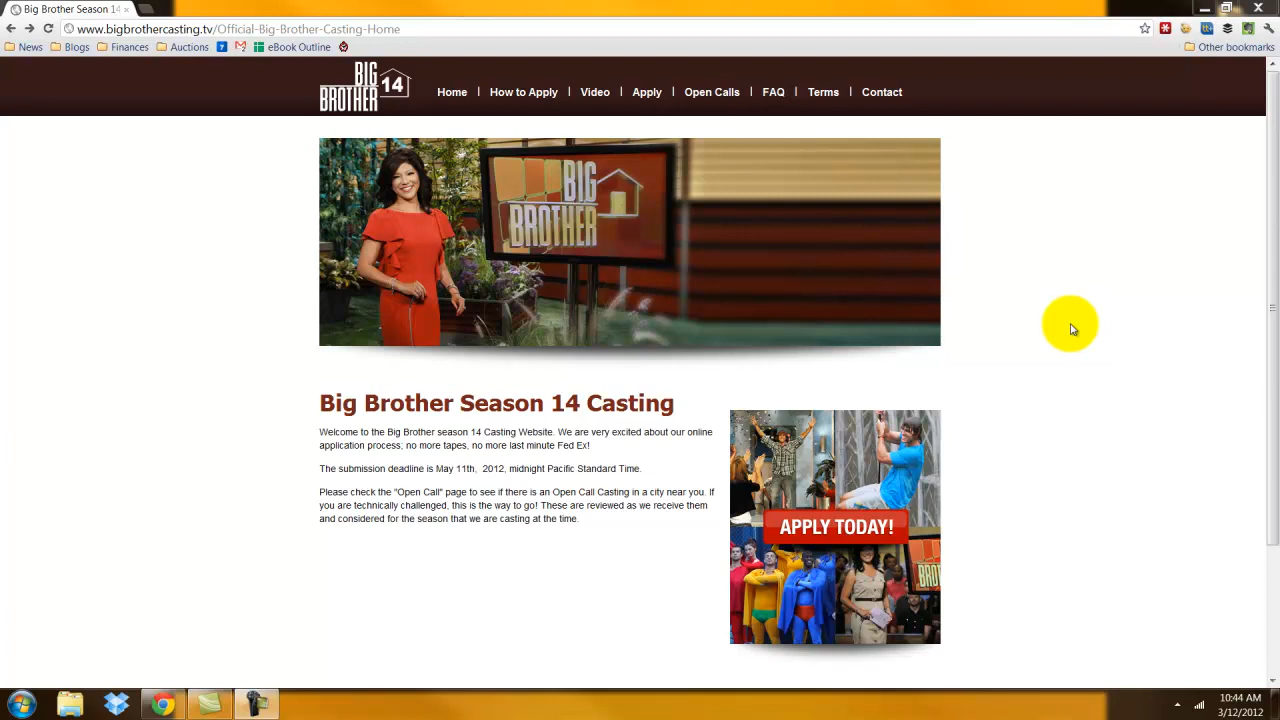 Big Brother Season 14
www.bigbrothercasting.tv/Official-Big-Brother-Casting-Home
News Blogs Finances Auctions 7 eBook Outline Other bookmarks
BIG BROTHER 14
Home | How to Apply | Video | Apply | Open Calls | FAQ | Terms | Contact
BIG
BROTHER
Big Brother Season 14 Casting
Welcome to the Big Brother season 14 Casting Website. We are very excited about our online
application process; no more tapes, no more last minute Fed Ex!
The submission deadline is May 11th,  2012, midnight Pacific Standard Time.
Please check the "Open Call" page to see if there is an Open Call Casting in a city near you. If
you are technically challenged, this is the way to go! These are reviewed as we receive them
and considered for the season that we are casting at the time.
APPLY TODAY!
10:44 AM
3/12/2012